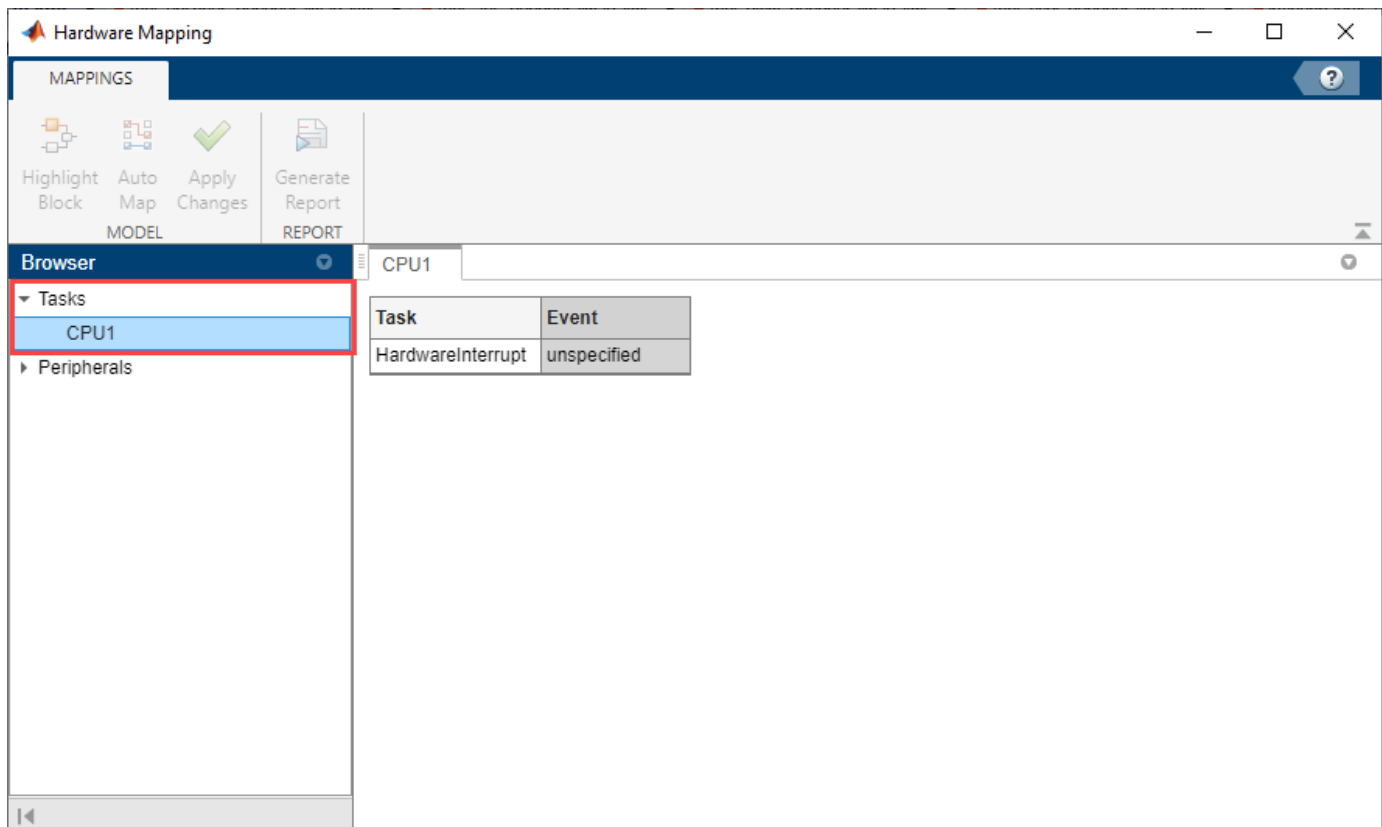 Hardware Mapping
MAPPINGS
?
Highlight Block
Auto Map
Apply Changes
Generate Report
MODEL
REPORT
Browser
CPU1
Tasks
CPU1
Peripherals
Task Event
HardwareInterrupt unspecified